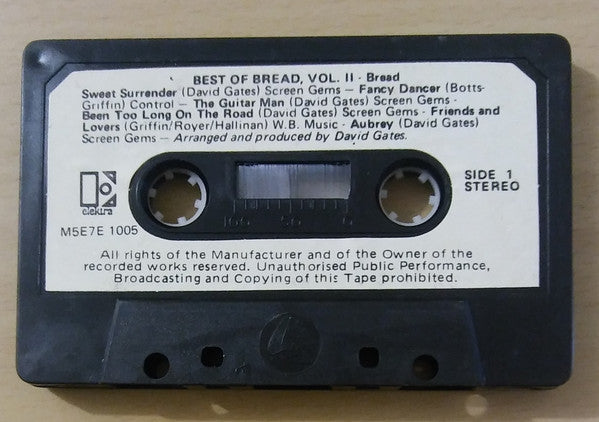 BEST OF BREAD, VOL. II - Bread
Sweet Surrender (David Gates) Screen Gems — Fancy Dancer (Botts-
Griffin) Control — The Guitar Man (David Gates) Screen Gems -
Been Too Long On The Road (David Gates) Screen Gems - Friends and
Lovers (Griffin/Royer/Hallinan) W.B. Music - Aubrey (David Gates)
Screen Gems — Arranged and produced by David Gates.
elektra
SIDE 1
STEREO
100 50 0
M5E7E 1005
All rights of the Manufacturer and of the Owner of the
recorded works reserved. Unauthorised Public Performance,
Broadcasting and Copying of this Tape prohibited.